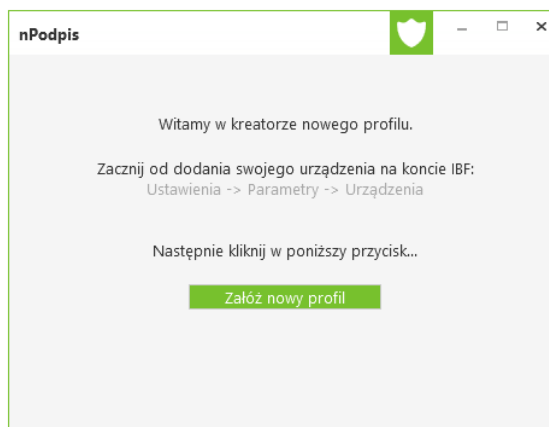 nPodpis
Witamy w kreatorze nowego profilu.
Zacznij od dodania swojego urządzenia na koncie IBF:
Ustawienia -> Parametry -> Urządzenia
Następnie kliknij w poniższy przycisk...
Załóż nowy profil